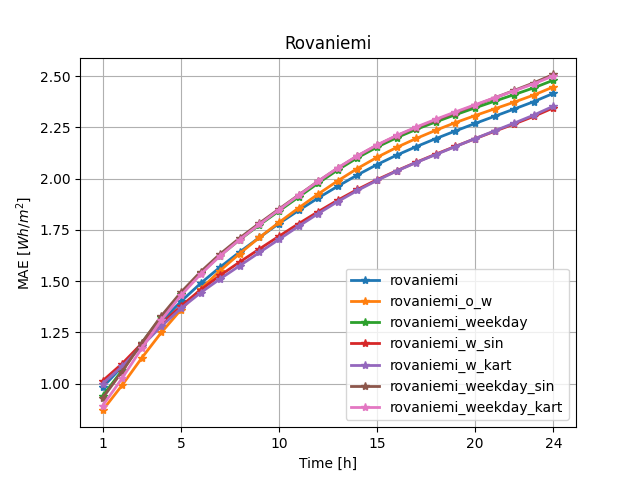 Rovaniemi
MAE [Wh/m²]
2.50
2.25
2.00
1.75
1.50
1.25
1.00
rovaniemi
rovaniemi_o_w
rovaniemi_weekday
rovaniemi_w_sin
rovaniemi_w_kart
rovaniemi_weekday_sin
rovaniemi_weekday_kart
1 5 10 15 20 24
Time [h]